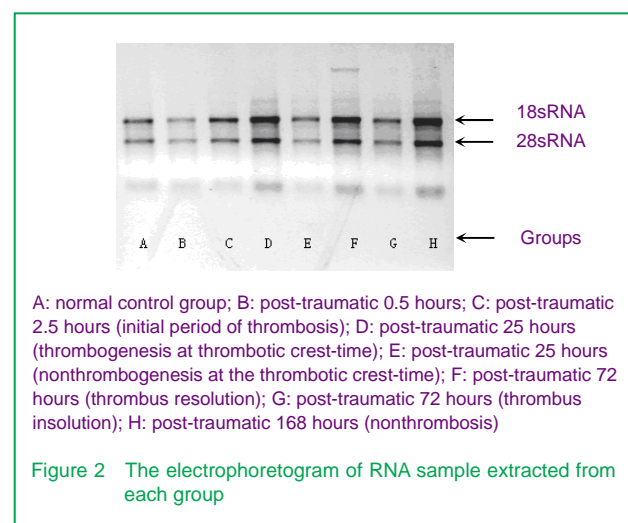 18sRNA
28sRNA
A B C D E F G H
Groups
A: normal control group; B: post-traumatic 0.5 hours; C: post-traumatic
2.5 hours (initial period of thrombosis); D: post-traumatic 25 hours
(thrombogenesis at thrombotic crest-time); E: post-traumatic 25 hours
(nonthrombogenesis at the thrombotic crest-time); F: post-traumatic 72
hours (thrombus resolution); G: post-traumatic 72 hours (thrombus
insolution); H: post-traumatic 168 hours (nonthrombosis)
Figure 2 The electrophoretogram of RNA sample extracted from
each group